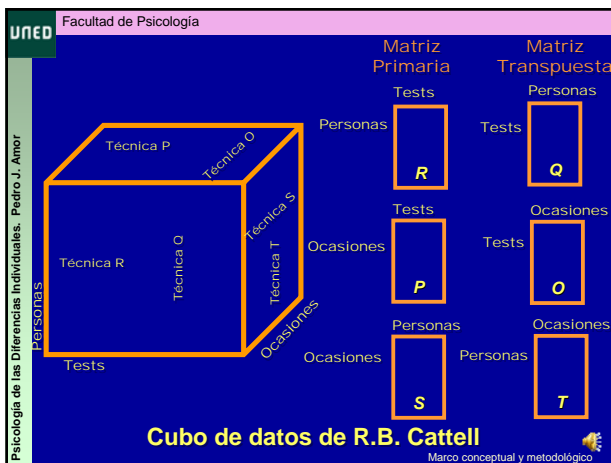 UNED
Facultad de Psicología
Psicología de las Diferencias Individuales. Pedro J. Amor
Matriz
Primaria
Matriz
Transpuesta
Técnica P
Técnica O
Técnica S
Técnica R
Técnica Q
Técnica T
Personas
Tests
Ocasiones
Tests
Personas
R
Personas
Tests
Q
Tests
Ocasiones
P
Ocasiones
Tests
O
Personas
Ocasiones
S
Ocasiones
Personas
T
Cubo de datos de R.B. Cattell
Marco conceptual y metodológico